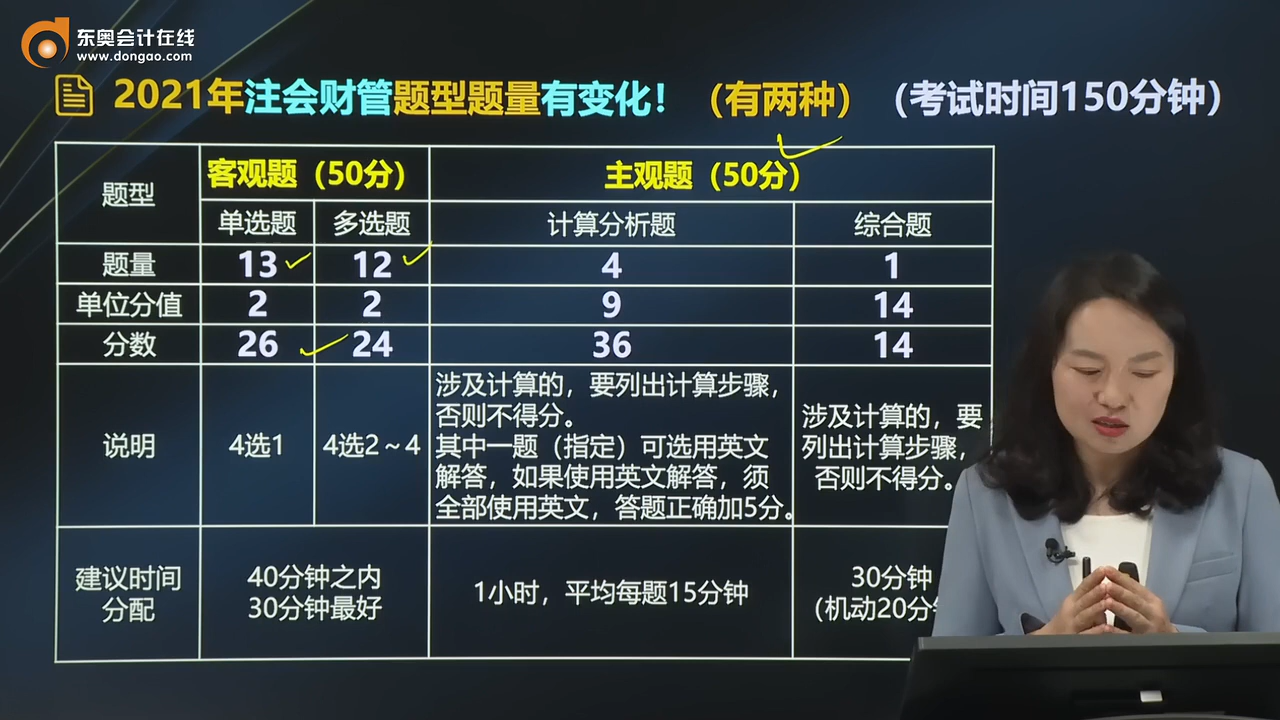 东奥会计在线
www.dongao.com
2021年注会财管题型题量有变化！（有两种）（考试时间150分钟）
题型
客观题（50分）
主观题（50分）
单选题
多选题
计算分析题
综合题
题量
13
12
4
1
单位分值
2
2
9
14
分数
26
24
36
14
说明
4选1
4选2～4
涉及计算的，要列出计算步骤，
否则不得分。
其中一题（指定）可选用英文
解答，如果使用英文解答，须
全部使用英文，答题正确加5分。
涉及计算的，要
列出计算步骤，
否则不得分。
建议时间
分配
40分钟之内
30分钟最好
1小时，平均每题15分钟
30分钟
（机动20分